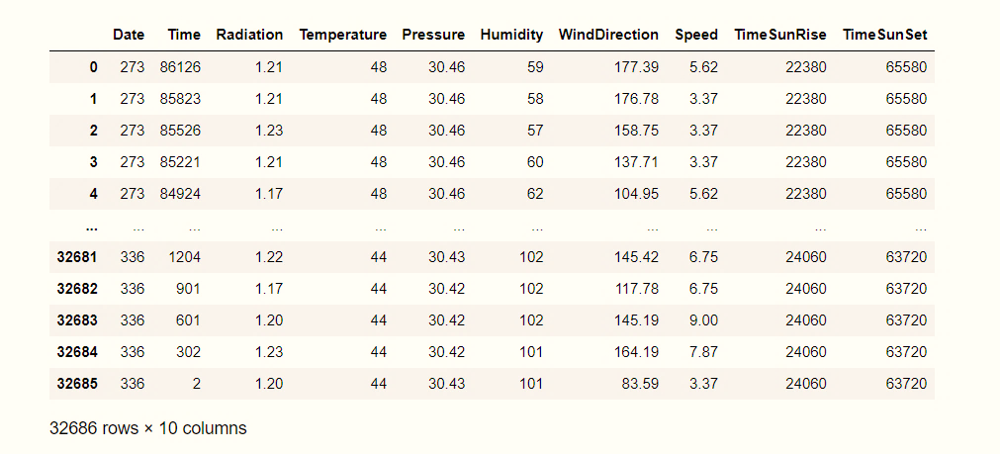 Date Time Radiation Temperature Pressure Humidity WindDirection Speed TimeSunRise TimeSunSet
0 273 86126 1.21 48 30.46 59 177.39 5.62 22380 65580
1 273 85823 1.21 48 30.46 58 176.78 3.37 22380 65580
2 273 85526 1.23 48 30.46 57 158.75 3.37 22380 65580
3 273 85221 1.21 48 30.46 60 137.71 3.37 22380 65580
4 273 84924 1.17 48 30.46 62 104.95 5.62 22380 65580
... ... ... ... ... ... ... ... ... ... ...
32681 336 1204 1.22 44 30.43 102 145.42 6.75 24060 63720
32682 336 901 1.17 44 30.42 102 117.78 6.75 24060 63720
32683 336 601 1.20 44 30.42 102 145.19 9.00 24060 63720
32684 336 302 1.23 44 30.42 101 164.19 7.87 24060 63720
32685 336 2 1.20 44 30.43 101 83.59 3.37 24060 63720
32686 rows × 10 columns